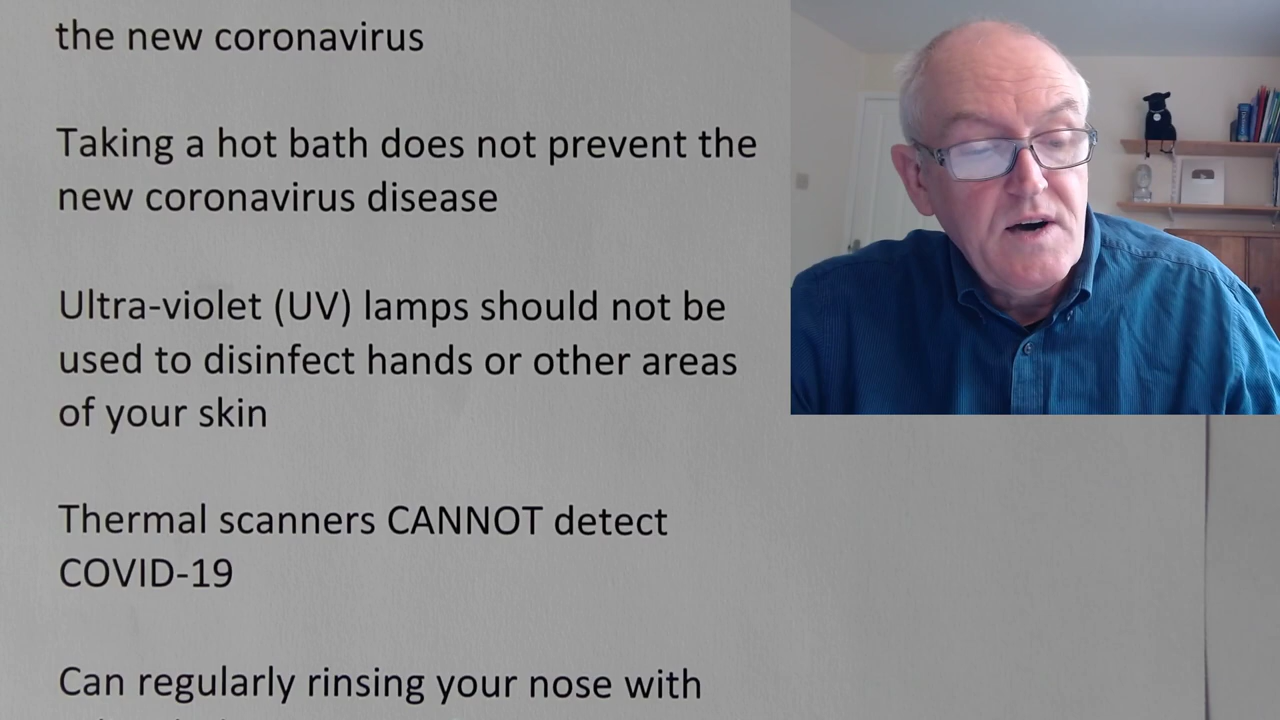 the new coronavirus
Taking a hot bath does not prevent the
new coronavirus disease
Ultra-violet (UV) lamps should not be
used to disinfect hands or other areas
of your skin
Thermal scanners CANNOT detect
COVID-19
Can regularly rinsing your nose with